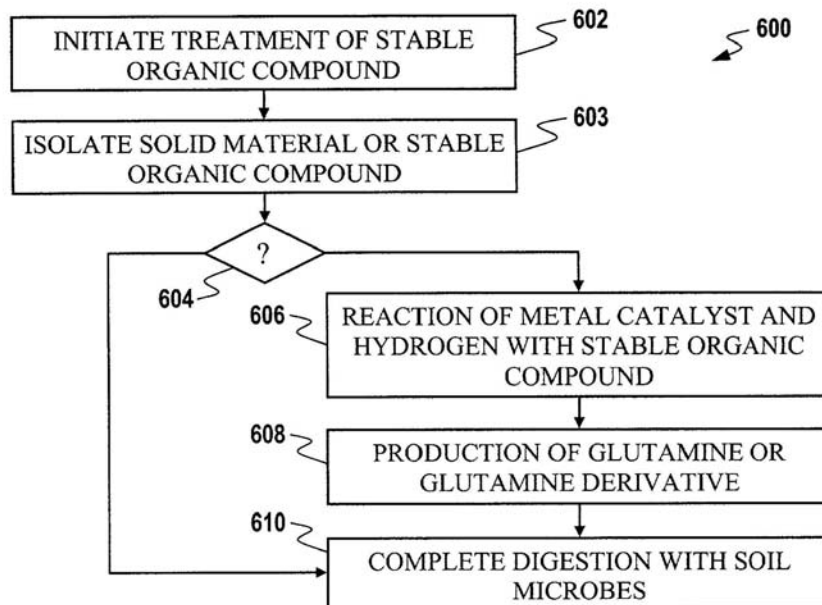 602
INITIATE TREATMENT OF STABLE
ORGANIC COMPOUND
600
603
ISOLATE SOLID MATERIAL OR STABLE
ORGANIC COMPOUND
?
604
606
REACTION OF METAL CATALYST AND
HYDROGEN WITH STABLE ORGANIC
COMPOUND
608
PRODUCTION OF GLUTAMINE OR
GLUTAMINE DERIVATIVE
610
COMPLETE DIGESTION WITH SOIL
MICROBES